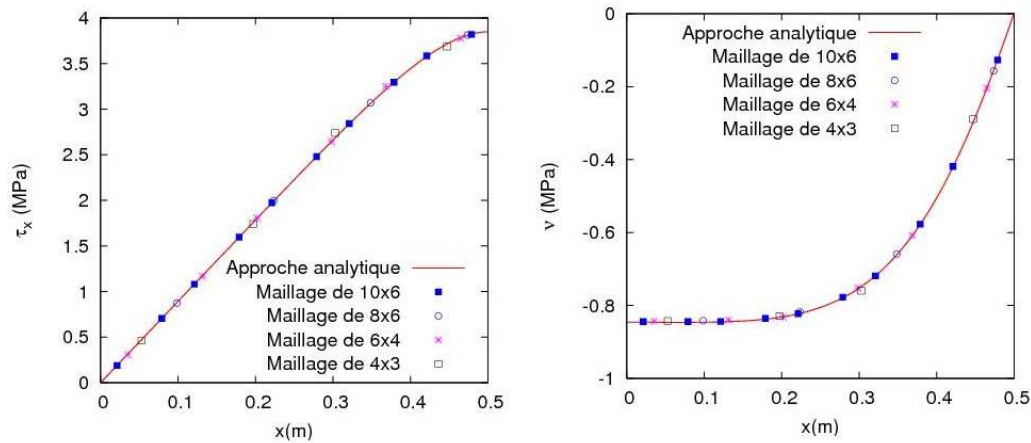 4
3.5
3
2.5
2
1.5
1
0.5
0
τx (MPa)
Approche analytique
Maillage de 10x6
Maillage de 8x6
Maillage de 6x4
Maillage de 4x3
0 0.1 0.2 0.3 0.4 0.5
x(m)
0
-0.2
-0.4
-0.6
-0.8
-1
ν (MPa)
Approche analytique
Maillage de 10x6
Maillage de 8x6
Maillage de 6x4
Maillage de 4x3
0 0.1 0.2 0.3 0.4 0.5
x(m)